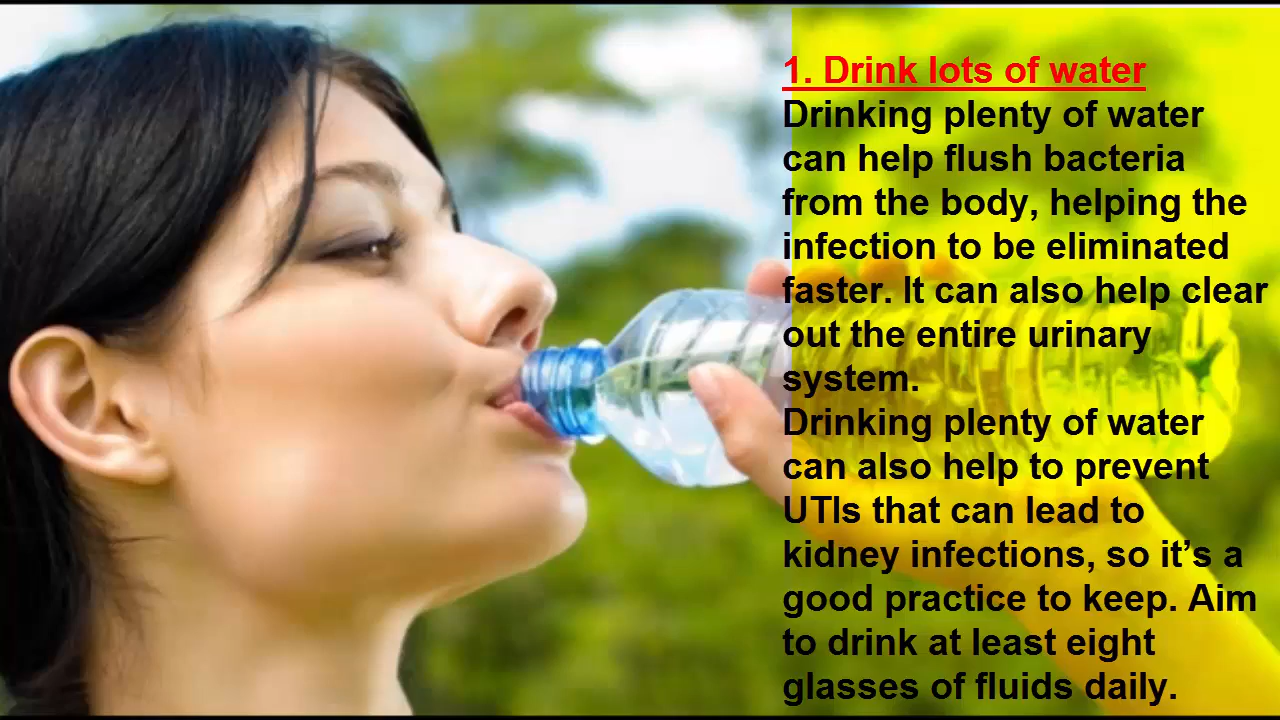 1. Drink lots of water
Drinking plenty of water
can help flush bacteria
from the body, helping the
infection to be eliminated
faster. It can also help clear
out the entire urinary
system.
Drinking plenty of water
can also help to prevent
UTIs that can lead to
kidney infections, so it’s a
good practice to keep. Aim
to drink at least eight
glasses of fluids daily.